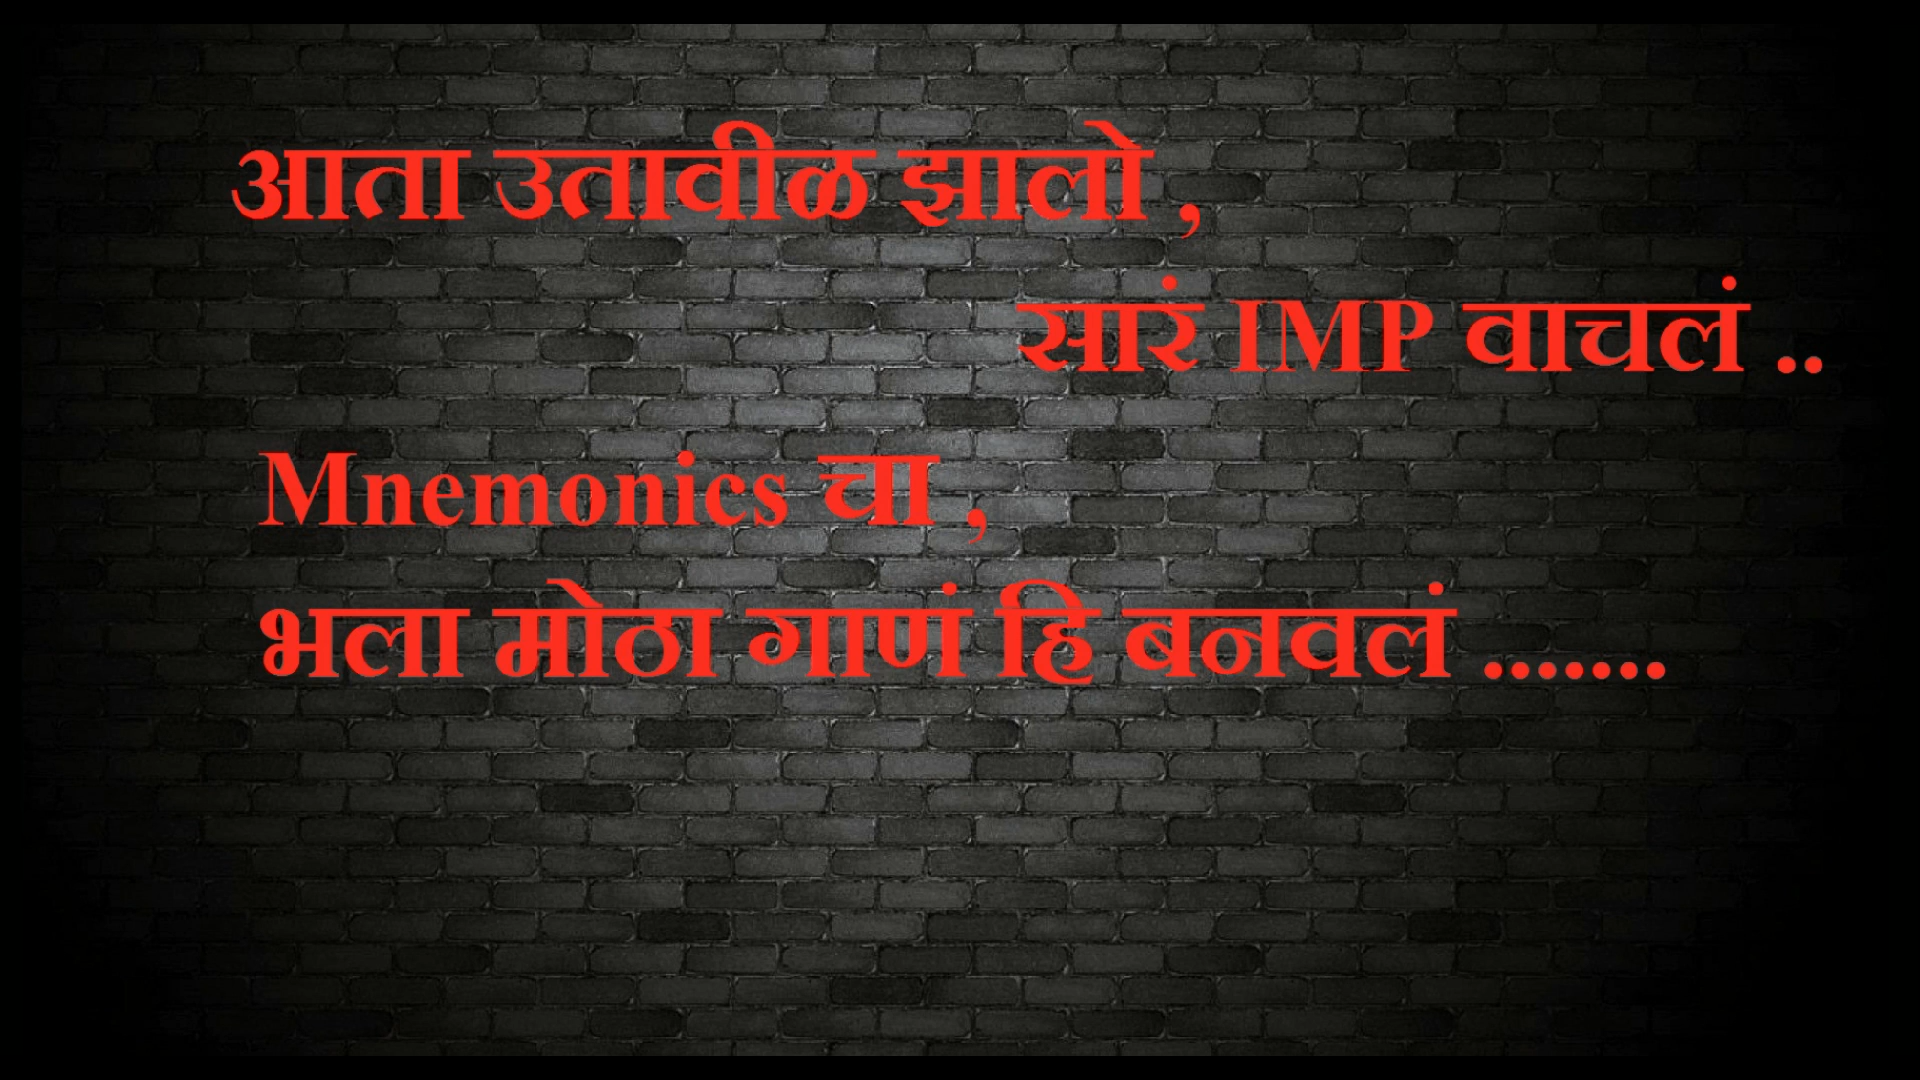 आता उतावीळ झालो ,
सारं IMP वाचलं ..
Mnemonics चा ,
भला मोठा गाणं हि बनवलं .......